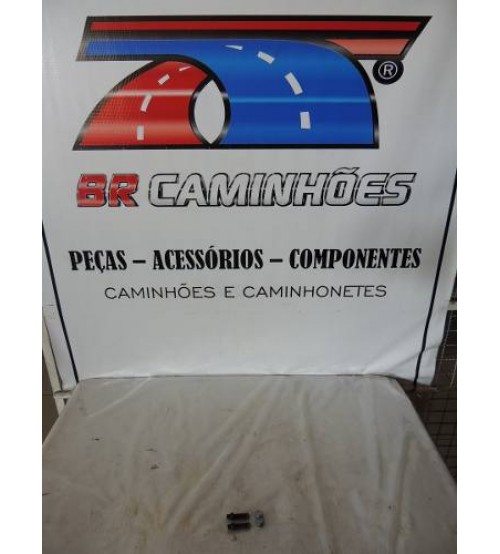 ®
BR CAMINHÕES
PEÇAS – ACESSÓRIOS – COMPONENTES
CAMINHÕES E CAMINHONETES